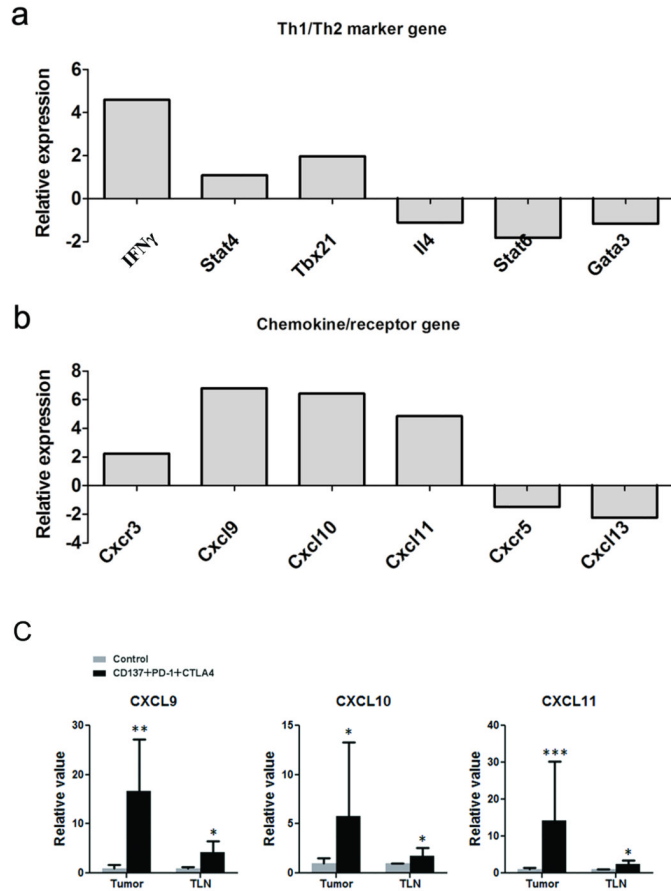 a
Th1/Th2 marker gene
Relative expression
6
4
2
0
-2
IFNγ Stat4 Tbx21 Il4 Stat6 Gata3
b
Chemokine/receptor gene
Relative expression
8
6
4
2
0
-2
-4
Cxcr3 Cxcl9 Cxcl10 Cxcl11 Cxcr5 Cxcl13
C
Control
CD137+PD-1+CTLA4
CXCL9
Relative value
30
20
10
0
**
*
Tumor TLN
CXCL10
Relative value
15
10
5
0
*
*
Tumor TLN
CXCL11
Relative value
40
30
20
10
0
***
*
Tumor TLN